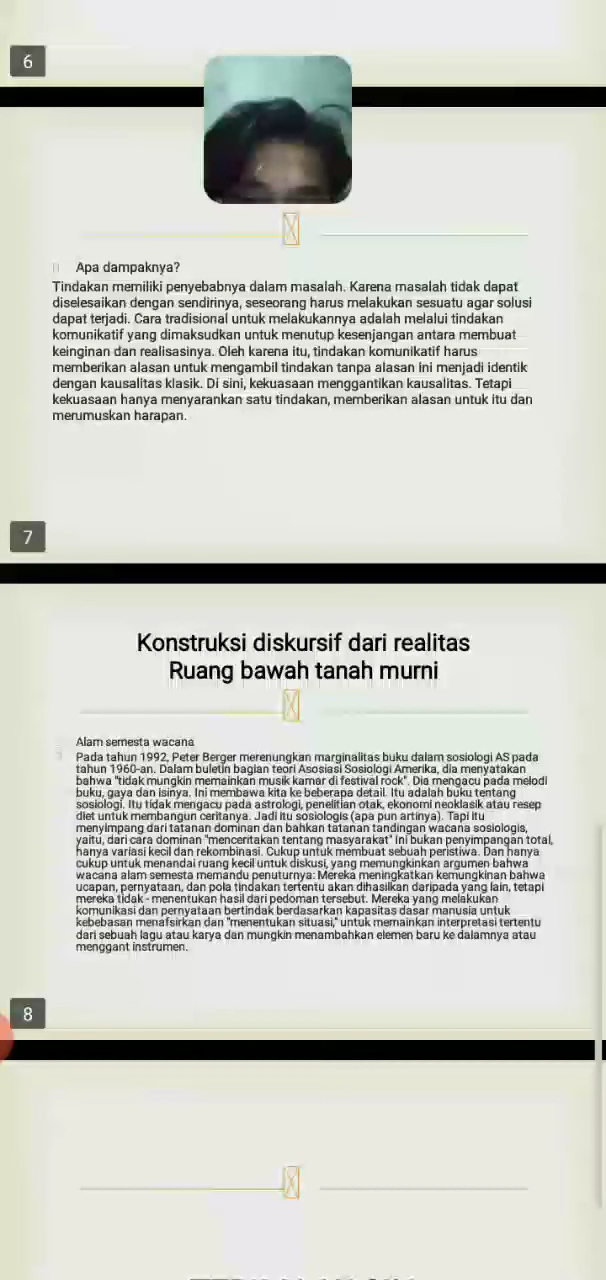 6
Apa dampaknya?
Tindakan memiliki penyebabnya dalam masalah. Karena masalah tidak dapat
diselesaikan dengan sendirinya, seseorang harus melakukan sesuatu agar solusi
dapat terjadi. Cara tradisional untuk melakukannya adalah melalui tindakan
komunikatif yang dimaksudkan untuk menutup kesenjangan antara membuat
keinginan dan realisasinya. Oleh karena itu, tindakan komunikatif harus
memberikan alasan untuk mengambil tindakan tanpa alasan ini menjadi identik
dengan kausalitas klasik. Di sini, kekuasaan menggantikan kausalitas. Tetapi
kekuasaan hanya menyarankan satu tindakan, memberikan alasan untuk itu dan
merumuskan harapan.
7
Konstruksi diskursif dari realitas
Ruang bawah tanah murni
Alam semesta wacana
Pada tahun 1992, Peter Berger merenungkan marginalitas buku dalam sosiologi AS pada
tahun 1960-an. Dalam buletin bagian teori Asosiasi Sosiologi Amerika, dia menyatakan
bahwa "tidak mungkin memainkan musik kamar di festival rock". Dia mengacu pada melodi
buku, gaya dan isinya. Ini membawa kita ke beberapa detail. Itu adalah buku tentang
sosiologi. Itu tidak mengacu pada astrologi, penelitian otak, ekonomi neoklasik atau resep
diet untuk membangun ceritanya. Jadi itu sosiologis (apa pun artinya). Tapi itu
menyimpang dari tatanan dominan dan bahkan tatanan tandingan wacana sosiologis,
yaitu, dari cara dominan "menceritakan tentang masyarakat" Ini bukan penyimpangan total,
hanya variasi kecil dan rekombinasi. Cukup untuk membuat sebuah peristiwa. Dan hanya
cukup untuk menandai ruang kecil untuk diskusi, yang memungkinkan argumen bahwa
wacana alam semesta memandu penuturnya: Mereka meningkatkan kemungkinan bahwa
ucapan, pernyataan, dan pola tindakan tertentu akan dihasilkan daripada yang lain, tetapi
mereka tidak - menentukan hasil dari pedoman tersebut. Mereka yang melakukan
komunikasi dan pernyataan bertindak berdasarkan kapasitas dasar manusia untuk
kebebasan menafsirkan dan "menentukan situasi," untuk memainkan interpretasi tertentu
dari sebuah lagu atau karya dan mungkin menambahkan elemen baru ke dalamnya atau
menggant instrumen.
8